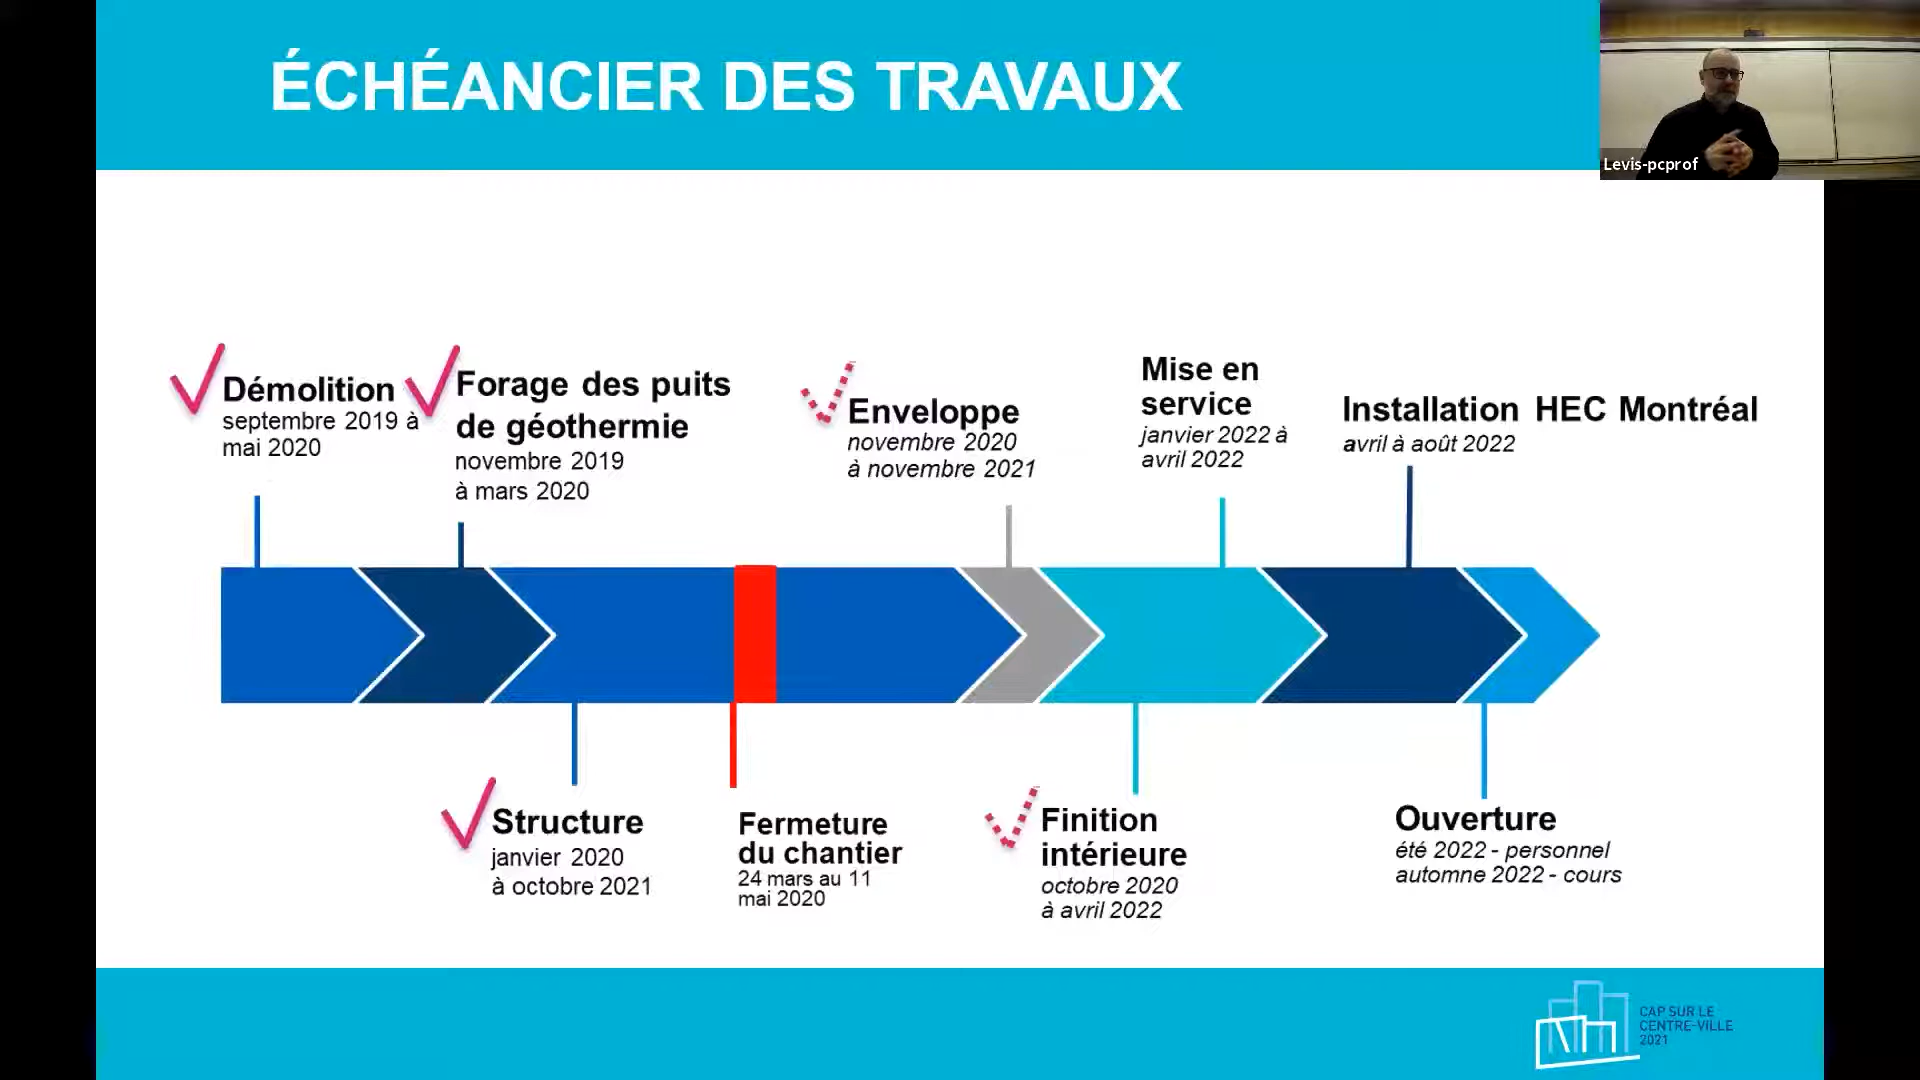 ÉCHÉANCIER DES TRAVAUX
Levis-pcprof
Démolition
septembre 2019 à
mai 2020
Forage des puits
de géothermie
novembre 2019
à mars 2020
Enveloppe
novembre 2020
à novembre 2021
Mise en
service
janvier 2022 à
avril 2022
Installation HEC Montréal
avril à août 2022
Structure
janvier 2020
à octobre 2021
Fermeture
du chantier
24 mars au 11
mai 2020
Finition
intérieure
octobre 2020
à avril 2022
Ouverture
été 2022 - personnel
automne 2022 - cours
CAP SUR LE
CENTRE-VILLE
2021